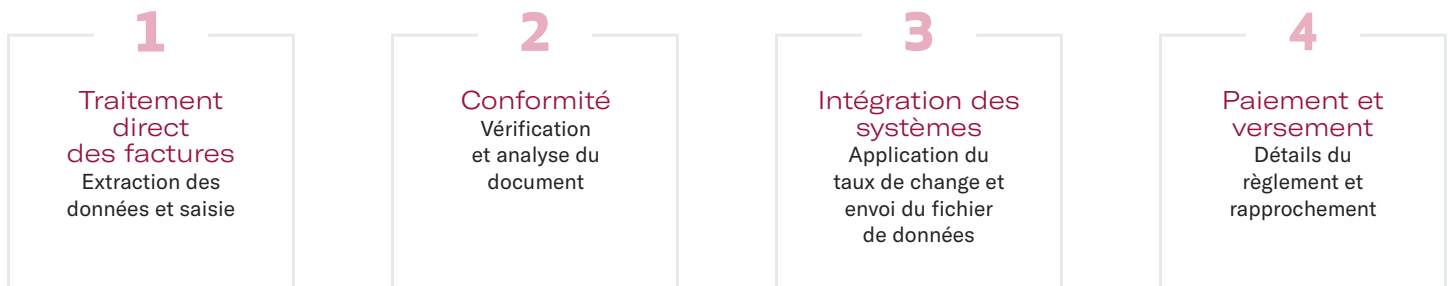 1
Traitement
direct
des factures
Extraction des
données et saisie
2
Conformité
Vérification
et analyse du
document
3
Intégration des
systèmes
Application du
taux de change et
envoi du fichier
de données
4
Paiement et
versement
Détails du
règlement et
rapprochement